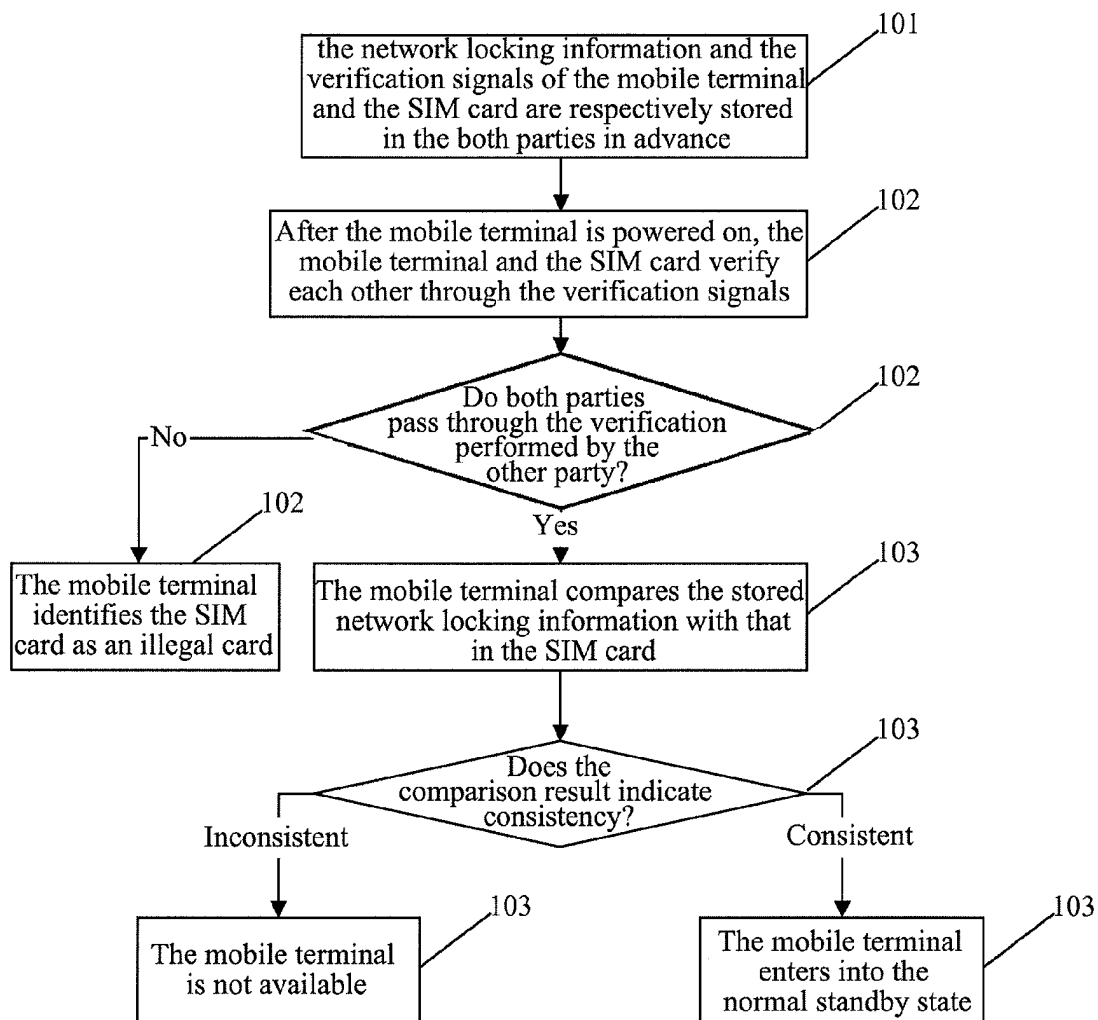 101
the network locking information and the
verification signals of the mobile terminal
and the SIM card are respectively stored
in the both parties in advance
102
After the mobile terminal is powered on, the
mobile terminal and the SIM card verify
each other through the verification signals
102
Do both parties
pass through the verification
performed by the
other party?
No
Yes
102
The mobile terminal
identifies the SIM
card as an illegal card
103
The mobile terminal compares the stored
network locking information with that
in the SIM card
103
Does the
comparison result indicate
consistency?
Inconsistent
Consistent
103
The mobile terminal
is not available
103
The mobile terminal
enters into the
normal standby state